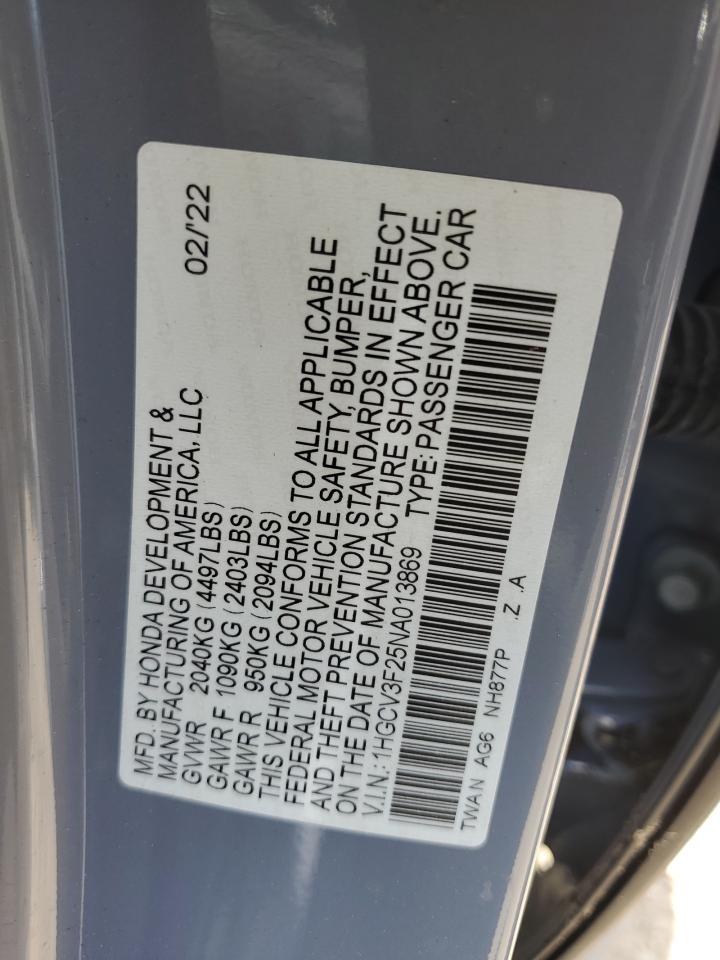 MFD. BY HONDA DEVELOPMENT &
MANUFACTURING OF AMERICA, LLC 02/'22
GVWR 2040KG (4497LBS)
GAWR F 1090KG (2403LBS)
GAWR R 950KG (2094LBS)
THIS VEHICLE CONFORMS TO ALL APPLICABLE
FEDERAL MOTOR VEHICLE SAFETY, BUMPER,
AND THEFT PREVENTION STANDARDS IN EFFECT
ON THE DATE OF MANUFACTURE SHOWN ABOVE.
V.I.N.: 1HGCV3F25NA013869 TYPE: PASSENGER CAR
TWAN AG6 NH877P .Z .A